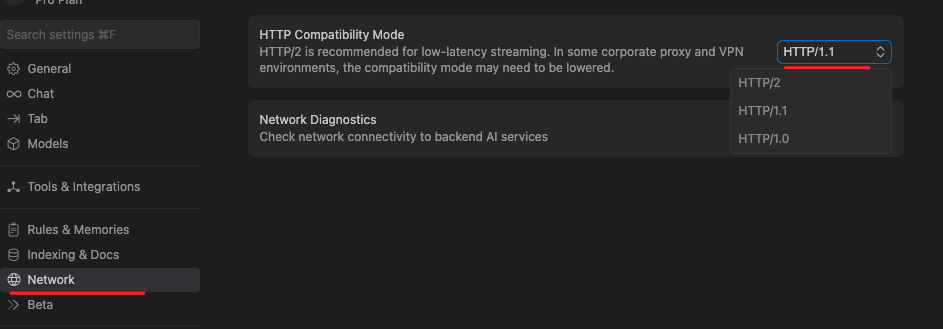 Pro Plan
Search settings ⌘F
General
Chat
Tab
Models
Tools & Integrations
Rules & Memories
Indexing & Docs
Network
Beta
HTTP Compatibility Mode
HTTP/2 is recommended for low-latency streaming. In some corporate proxy and VPN
environments, the compatibility mode may need to be lowered.
HTTP/1.1
HTTP/2
HTTP/1.1
HTTP/1.0
Network Diagnostics
Check network connectivity to backend AI services